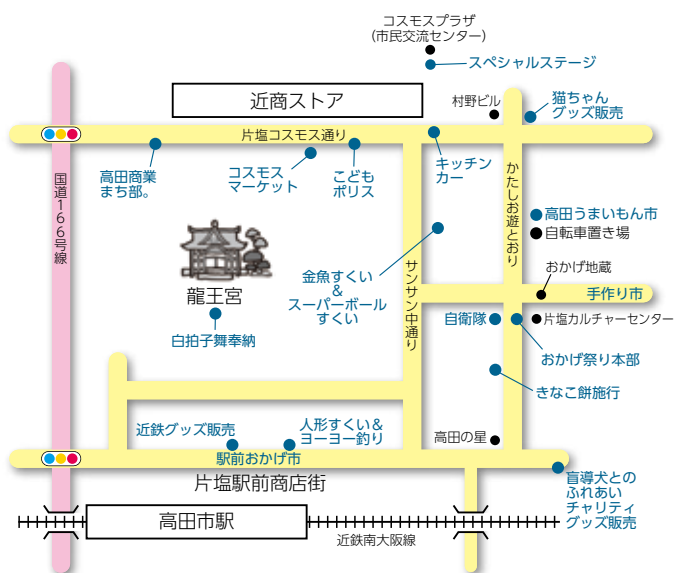 コスモスプラザ
(市民交流センター)
スペシャルステージ
近商ストア
村野ビル
猫ちゃん
グッズ販売
片塩コスモス通り
高田商業
まち部。
コスモス
マーケット
こども
ポリス
キッチン
カー
かたしお遊とおり
国道166号線
高田うまいもん市
自転車置き場
龍王宮
白拍子舞奉納
金魚すくい
&
スーパーボール
すくい
サンサン中通り
おかげ地蔵
手作り市
自衛隊
片塩カルチャーセンター
おかげ祭り本部
きなこ餅施行
近鉄グッズ販売
人形すくい&
ヨーヨー釣り
高田の星
駅前おかげ市
片塩駅前商店街
盲導犬との
ふれあい
チャリティ
グッズ販売
高田市駅
近鉄南大阪線